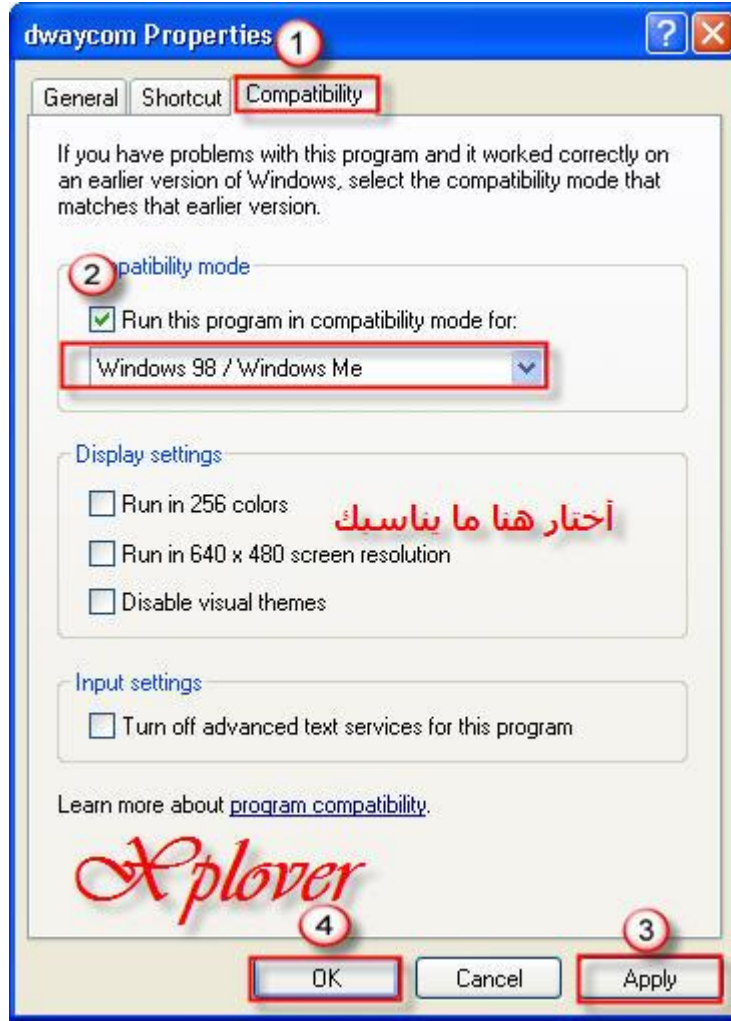 dwaycom Properties
1
General Shortcut Compatibility
If you have problems with this program and it worked correctly on
an earlier version of Windows, select the compatibility mode that
matches that earlier version.
2
patibility mode
Run this program in compatibility mode for:
Windows 98 / Windows Me
Display settings
Run in 256 colors
أختار هنا ما يناسبك
Run in 640 x 480 screen resolution
Disable visual themes
Input settings
Turn off advanced text services for this program
Learn more about program compatibility.
Xplover
4 3
OK Cancel Apply